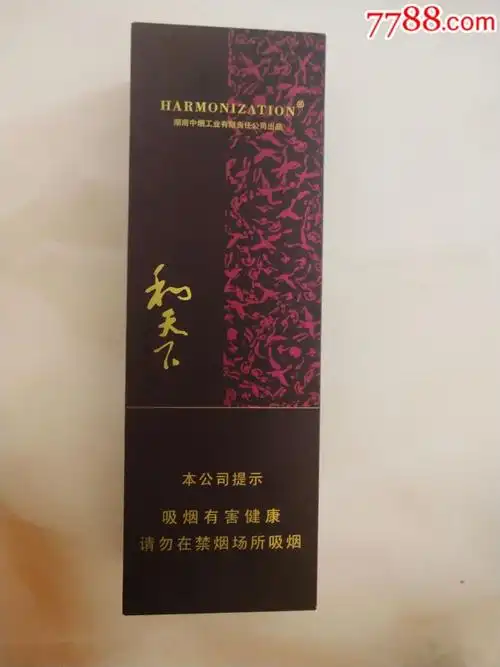 7788.com
HARMONIZATION®
湖南中烟工业有限责任公司出品
和天下
本公司提示
吸烟有害健康
请勿在禁烟场所吸烟